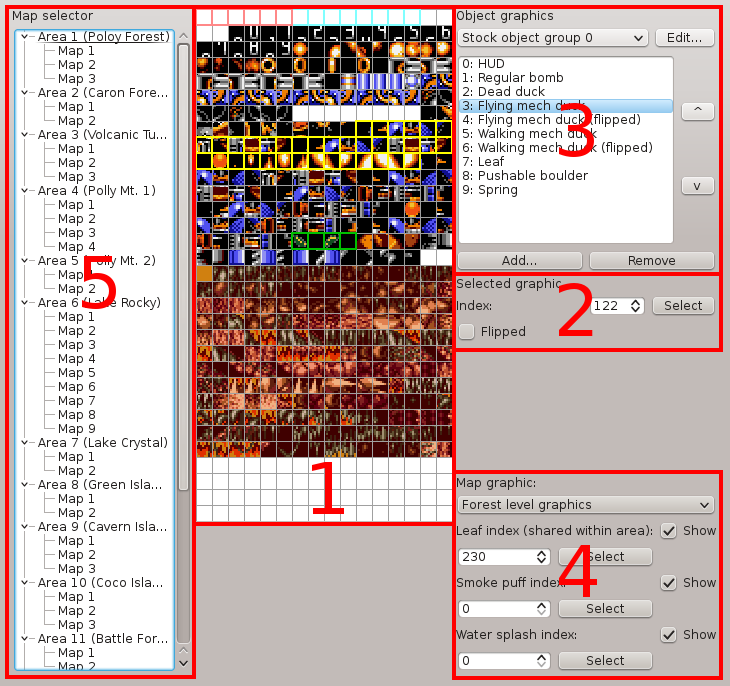 Map selector
Area 1 (Poloy Forest)
Map 1
Map 2
Map 3
Area 2 (Caron Fore...
Map 1
Map 2
Area 3 (Volcanic Tu...
Map 1
Map 2
Map 3
Area 4 (Polly Mt. 1)
Map 1
Map 2
Map 3
Map 4
Area 5 (Polly Mt. 2)
Map 1
Map 2
Area 6 (Lake Rocky)
Map 1
Map 2
Map 3
Map 4
Map 5
Map 6
Map 7
Map 8
Map 9
Area 7 (Lake Crystal)
Map 1
Map 2
Area 8 (Green Isla...
Map 1
Map 2
Area 9 (Cavern Isla...
Map 1
Map 2
Map 3
Area 10 (Coco Isla...
Map 1
Map 2
Map 3
Area 11 (Battle For...
Map 1
Map 2
5
1
Object graphics
Stock object group 0
Edit...
0: HUD
1: Regular bomb
2: Dead duck
3: Flying mech duck
4: Flying mech duck (flipped)
5: Walking mech duck
6: Walking mech duck (flipped)
7: Leaf
8: Pushable boulder
9: Spring
^
v
3
Add...
Remove
Selected graphic
Index:
122
Select
Flipped
2
Map graphic:
Forest level graphics
Leaf index (shared within area):
Show
230
Select
Smoke puff index:
Show
0
Select
Water splash index:
Show
0
Select
4